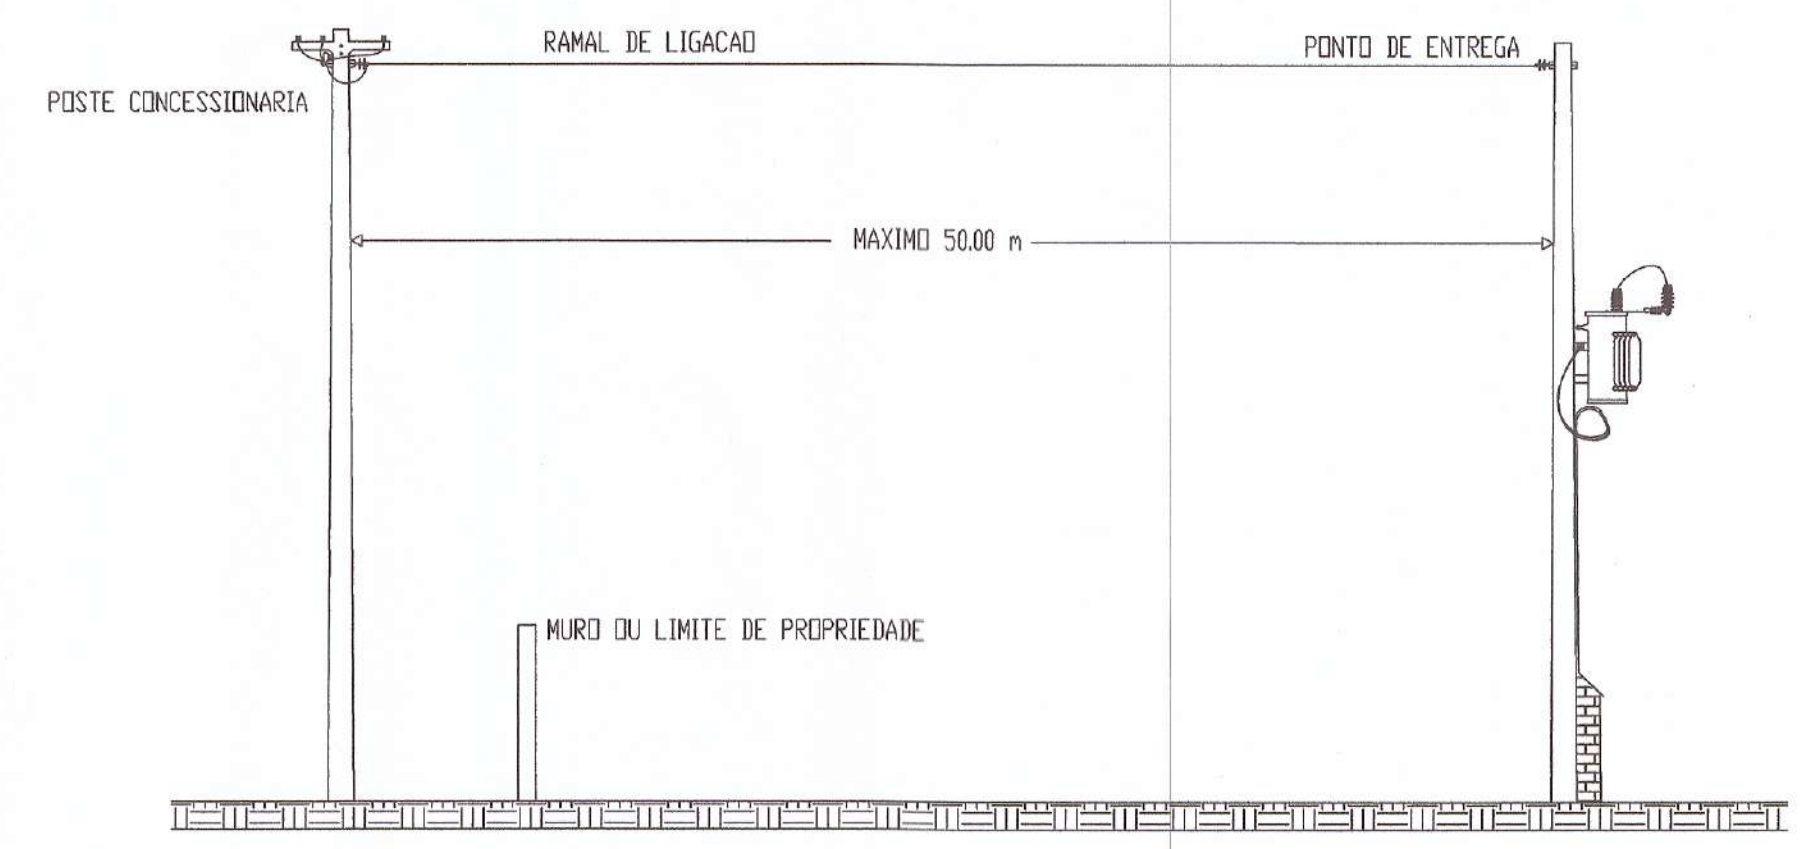 RAMAL DE LIGACAO
PONTO DE ENTREGA
POSTE CONCESSIONARIA
MAXIMO 50.00 m
MURO OU LIMITE DE PROPRIEDADE